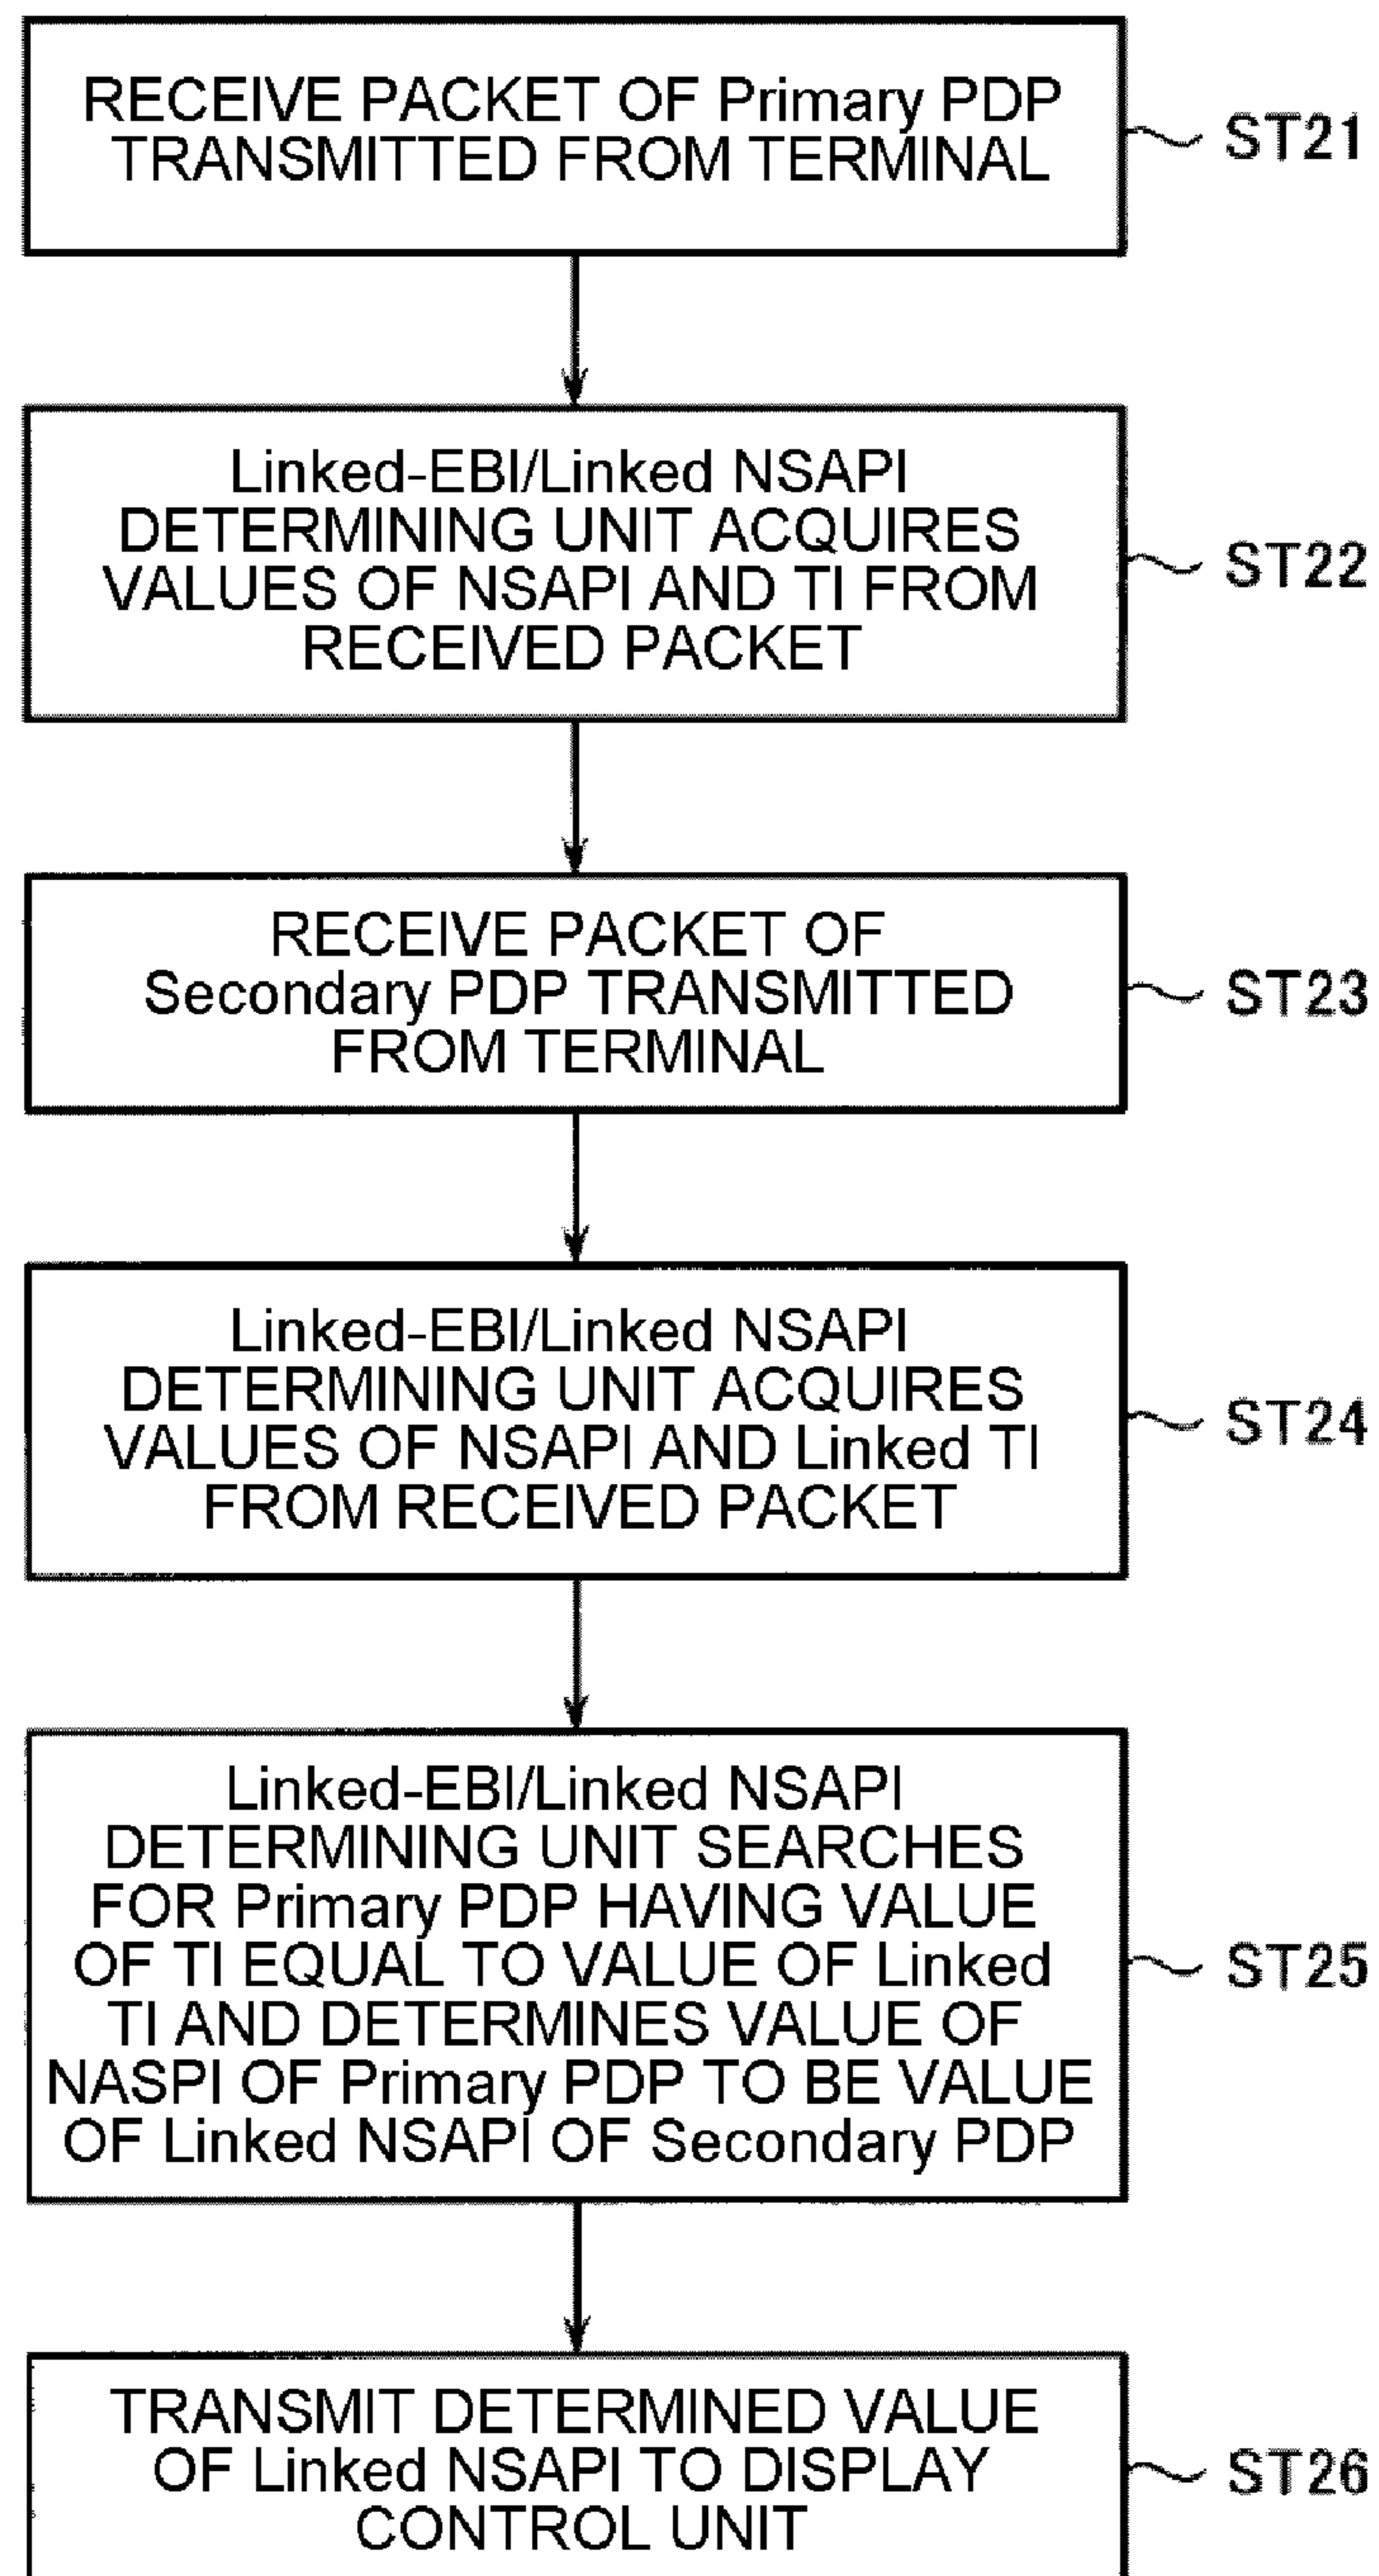 RECEIVE PACKET OF Primary PDP
TRANSMITTED FROM TERMINAL
ST21
Linked-EBI/Linked NSAPI
DETERMINING UNIT ACQUIRES
VALUES OF NSAPI AND TI FROM
RECEIVED PACKET
ST22
RECEIVE PACKET OF
Secondary PDP TRANSMITTED
FROM TERMINAL
ST23
Linked-EBI/Linked NSAPI
DETERMINING UNIT ACQUIRES
VALUES OF NSAPI AND Linked TI
FROM RECEIVED PACKET
ST24
Linked-EBI/Linked NSAPI
DETERMINING UNIT SEARCHES
FOR Primary PDP HAVING VALUE
OF TI EQUAL TO VALUE OF Linked
TI AND DETERMINES VALUE OF
NASPI OF Primary PDP TO BE VALUE
OF Linked NSAPI OF Secondary PDP
ST25
TRANSMIT DETERMINED VALUE
OF Linked NSAPI TO DISPLAY
CONTROL UNIT
ST26